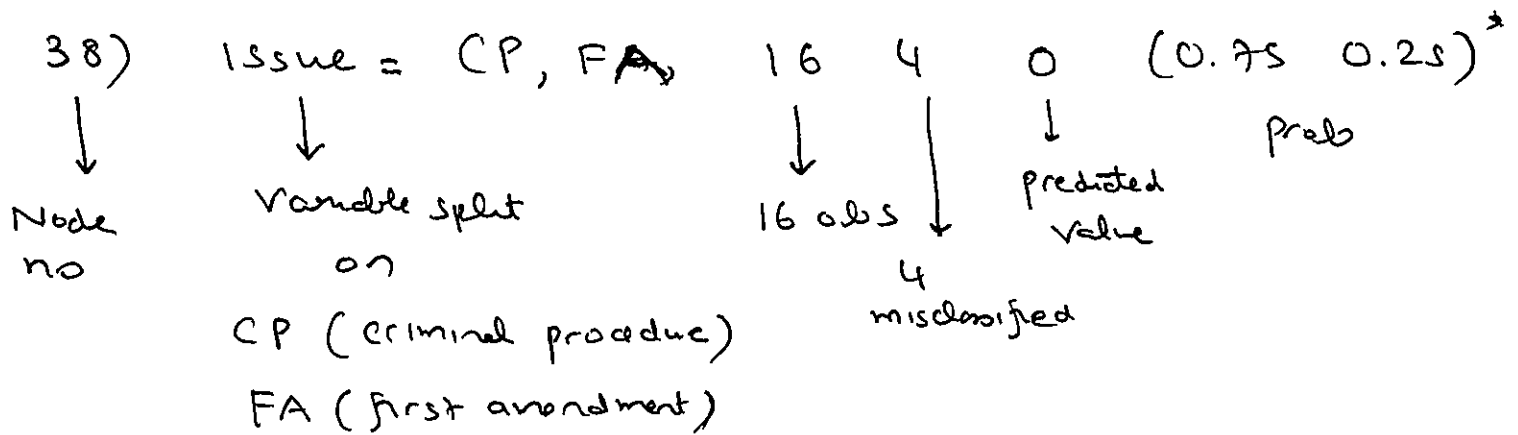 38) Issue = CP, FA, 16 4 0 (0.75 0.25)*
Node no
Variable split on
16 obs
4 misclassified
predicted value
Prob
CP (criminal procedue)
FA (first amendment)